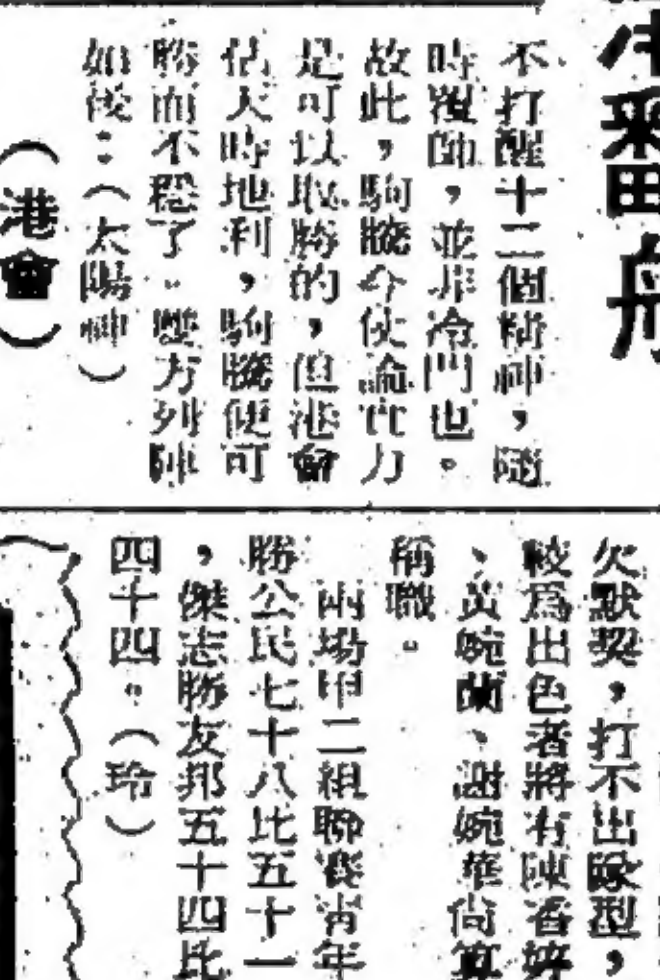 番田舟
不打醒十二個精神，隨
時覆師，並非冷門也。
故此，駒騰今仗論實力
是可以取勝的，但港會
佔天時地利，駒騰便可
勝而不穩了。雙方列陣
如後：（太陽神）
（港會）
欠默契，打不出隊型，
較爲出色者將有陳香
、黃婉蘭、謝婉華尚算
稱職。
兩場甲二組聯賽青年
勝公民七十八比五十一
，傑志勝友邦五十四比
四十四。（玲）